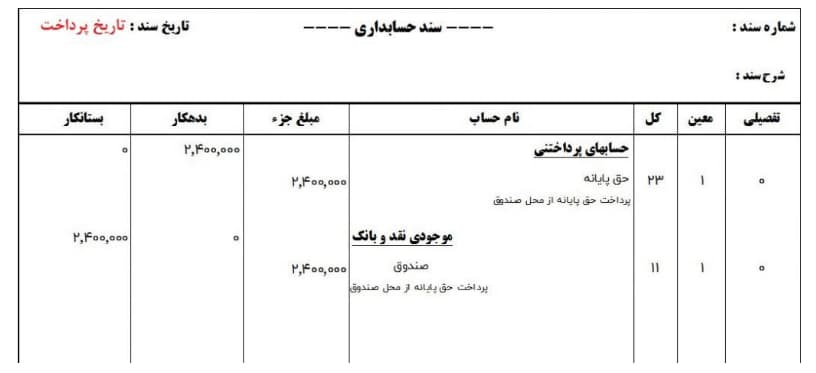 شماره سند : ---- سند حسابداری ---- تاریخ سند : تاریخ پرداخت
شرح سند :
تفصیلی معین کل نام حساب مبلغ جزء بدهکار بستانکار
حسابهای پرداختنی ۲,۴۰۰,۰۰۰ ۰
۰ ۱ ۲۳ حق پایانه ۲,۴۰۰,۰۰۰
پرداخت حق پایانه از محل صندوق
موجودی نقد و بانک ۰ ۲,۴۰۰,۰۰۰
۰ ۱ ۱۱ صندوق ۲,۴۰۰,۰۰۰
پرداخت حق پایانه از محل صندوق